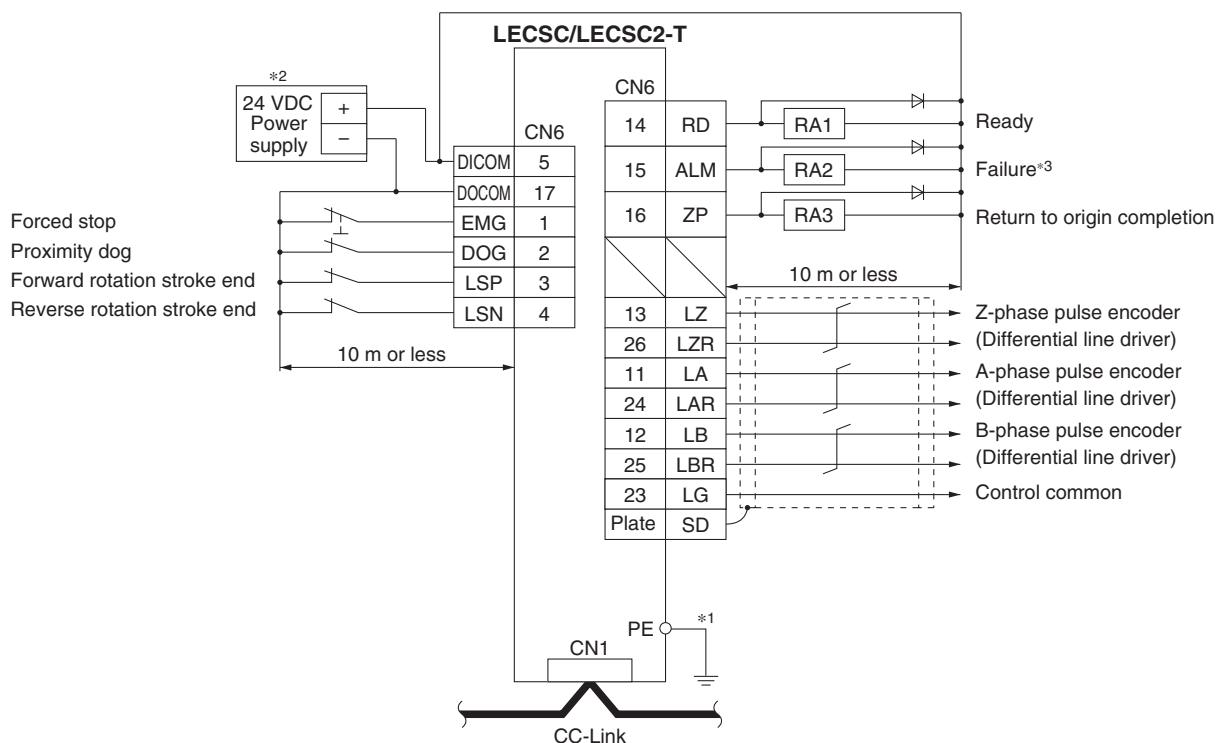 LECSC/LECSC2-T
*2
24 VDC
Power
supply
+
−
CN6
DICOM 5
DOCOM 17
EMG 1
DOG 2
LSP 3
LSN 4
Forced stop
Proximity dog
Forward rotation stroke end
Reverse rotation stroke end
10 m or less
CN6
14 RD RA1 Ready
15 ALM RA2 Failure*3
16 ZP RA3 Return to origin completion
10 m or less
13 LZ Z-phase pulse encoder
26 LZR (Differential line driver)
11 LA A-phase pulse encoder
24 LAR (Differential line driver)
12 LB B-phase pulse encoder
25 LBR (Differential line driver)
23 LG Control common
Plate SD
PE *1
CN1
CC-Link